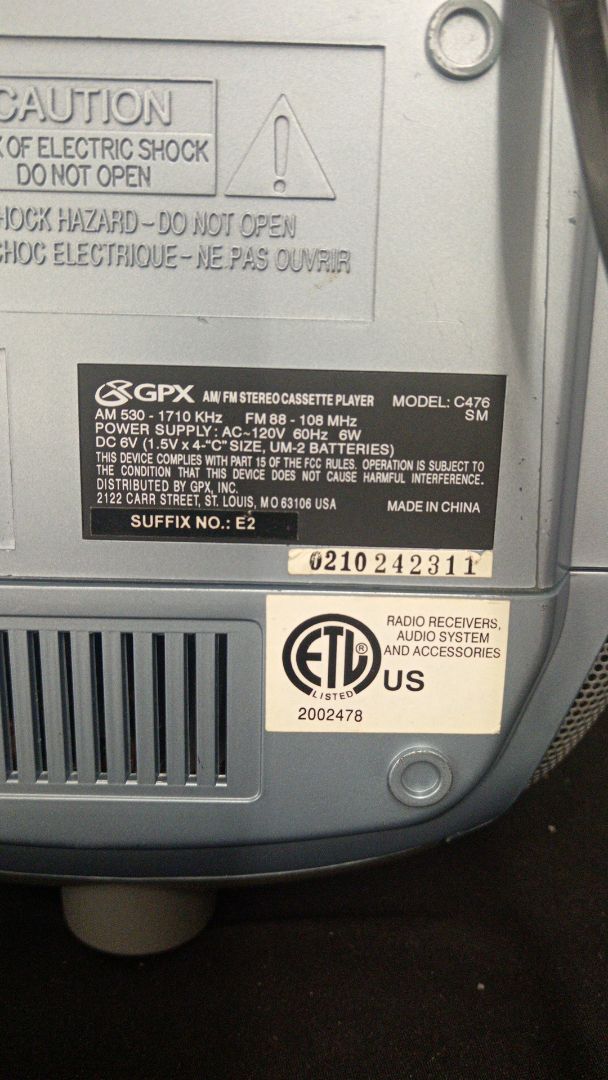 CAUTION
OF ELECTRIC SHOCK
DO NOT OPEN
HOCK HAZARD - DO NOT OPEN
CHOC ELECTRIQUE - NE PAS OUVRIR
GPX AM/FM STEREO CASSETTE PLAYER MODEL: C476
SM
AM 530 - 1710 KHz FM 88 - 108 MHz
POWER SUPPLY: AC~120V 60Hz 6W
DC 6V (1.5V x 4-"C" SIZE, UM-2 BATTERIES)
THIS DEVICE COMPLIES WITH PART 15 OF THE FCC RULES. OPERATION IS SUBJECT TO
THE CONDITION THAT THIS DEVICE DOES NOT CAUSE HARMFUL INTERFERENCE.
DISTRIBUTED BY GPX, INC.
2122 CARR STREET, ST. LOUIS, MO 63106 USA MADE IN CHINA
SUFFIX NO.: E2
0210242311
RADIO RECEIVERS,
AUDIO SYSTEM
AND ACCESSORIES
ETL ®
LISTED
US
2002478